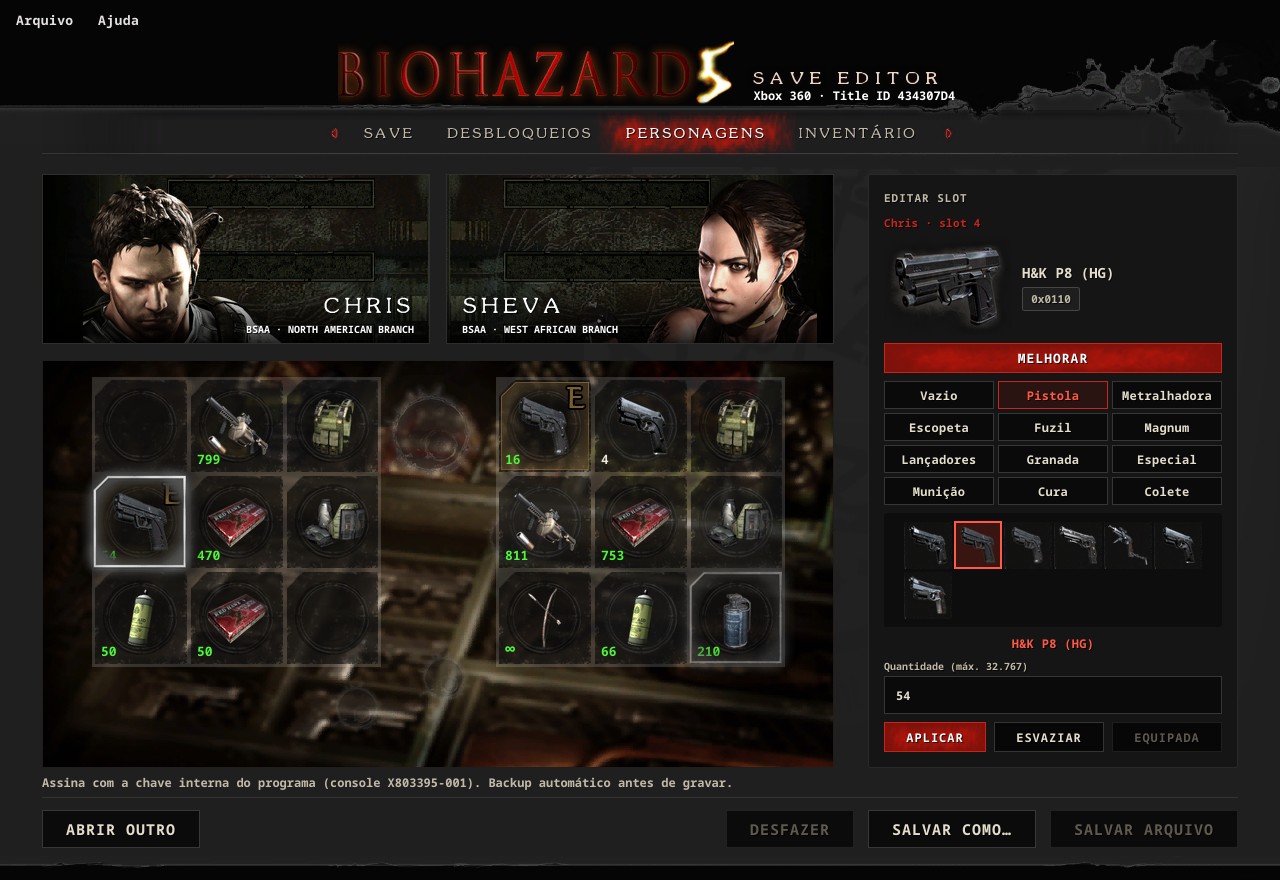 Arquivo Ajuda
BIOHAZARD 5
SAVE EDITOR
Xbox 360 · Title ID 434307D4
SAVE DESBLOQUEIOS PERSONAGENS INVENTÁRIO
CHRIS
BSAA · NORTH AMERICAN BRANCH
SHEVA
BSAA · WEST AFRICAN BRANCH
799
E
16
4
E
54
470
811
753
50
50
∞
66
210
EDITAR SLOT
Chris · slot 4
H&K P8 (HG)
0x0110
MELHORAR
Vazio Pistola Metralhadora
Escopeta Fuzil Magnum
Lançadores Granada Especial
Munição Cura Colete
H&K P8 (HG)
Quantidade (máx. 32.767)
54
APLICAR ESVAZIAR EQUIPADA
Assina com a chave interna do programa (console X803395-001). Backup automático antes de gravar.
ABRIR OUTRO DESFAZER SALVAR COMO… SALVAR ARQUIVO